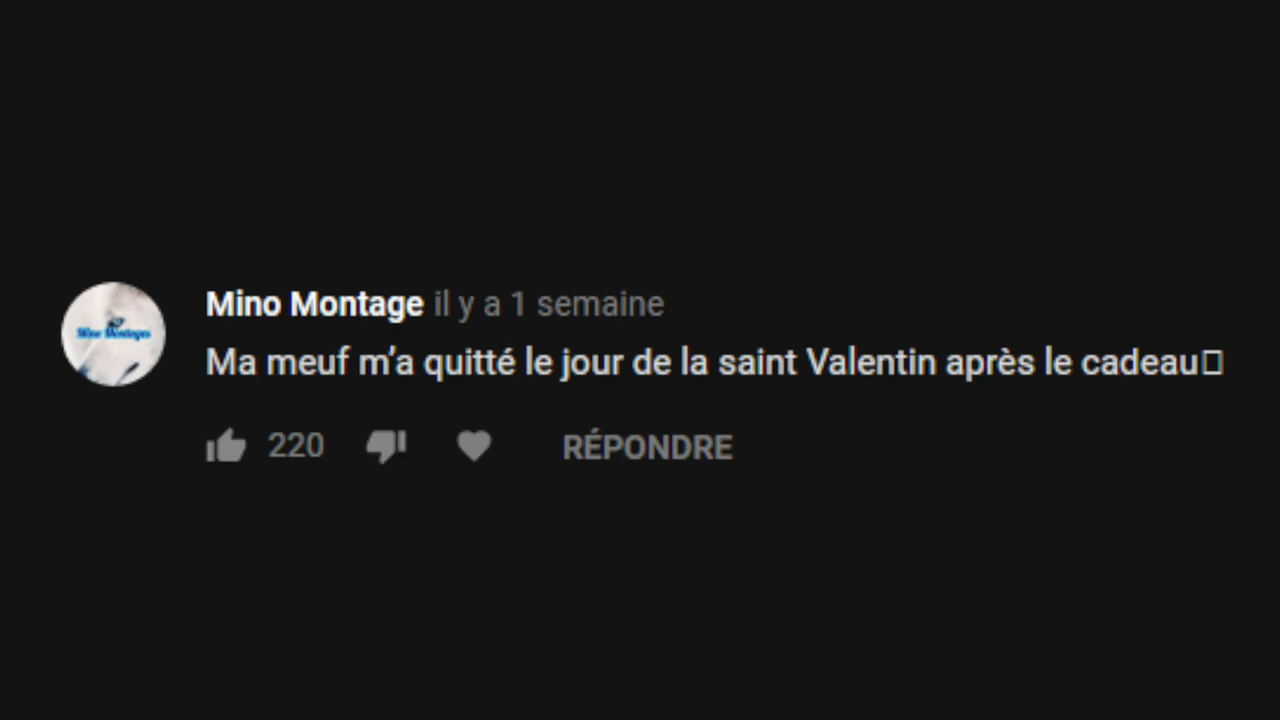 Mino Montage il y a 1 semaine
Ma meuf m’a quitté le jour de la saint Valentin après le cadeau
220 RÉPONDRE